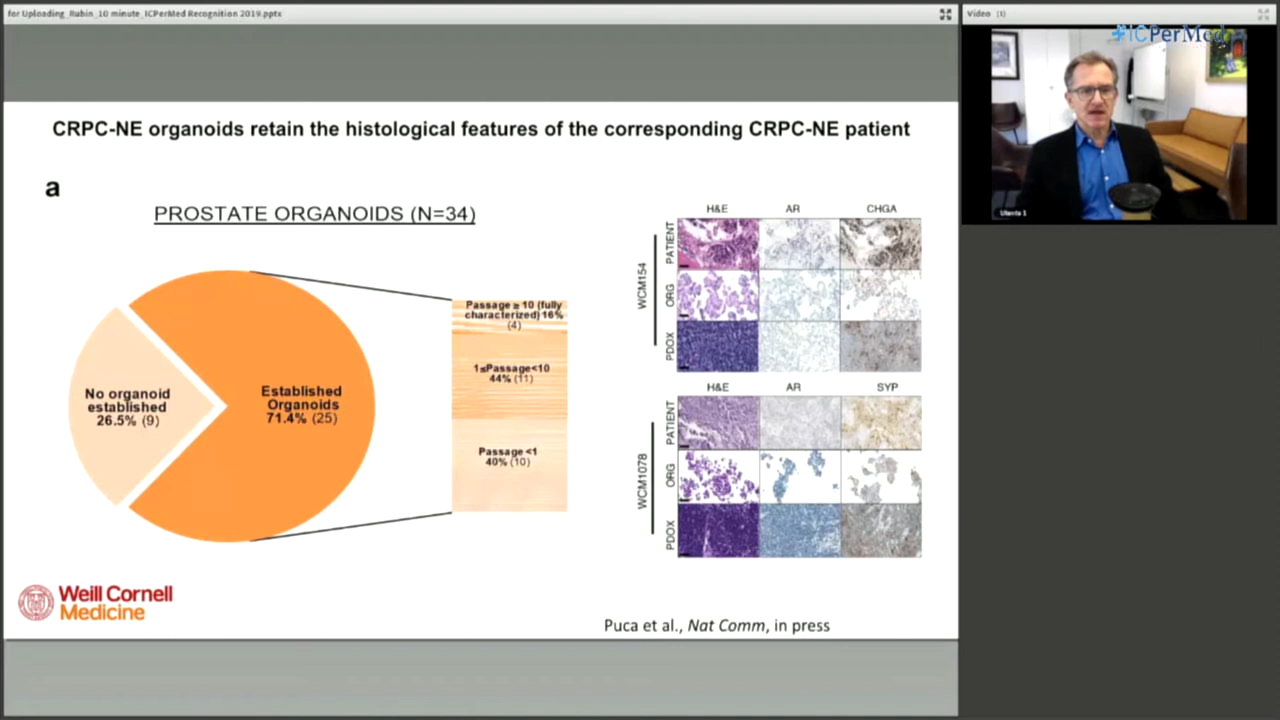 for Uploading_Rubin_10 minute_ICPerMed Recognition 2019.pptx
Video (1)
ICPerMed
Utente 1
CRPC-NE organoids retain the histological features of the corresponding CRPC-NE patient
a
PROSTATE ORGANOIDS (N=34)
No organoid
established
26.5% (9)
Established
Organoids
71.4% (25)
Passage ≥ 10 (fully
characterized) 16%
(4)
1≤Passage<10
44% (11)
Passage <1
40% (10)
H&E AR CHGA
WCM154
PATIENT
ORG
PDOX
H&E AR SYP
WCM1078
PATIENT
ORG
PDOX
Weill Cornell
Medicine
Puca et al., Nat Comm, in press